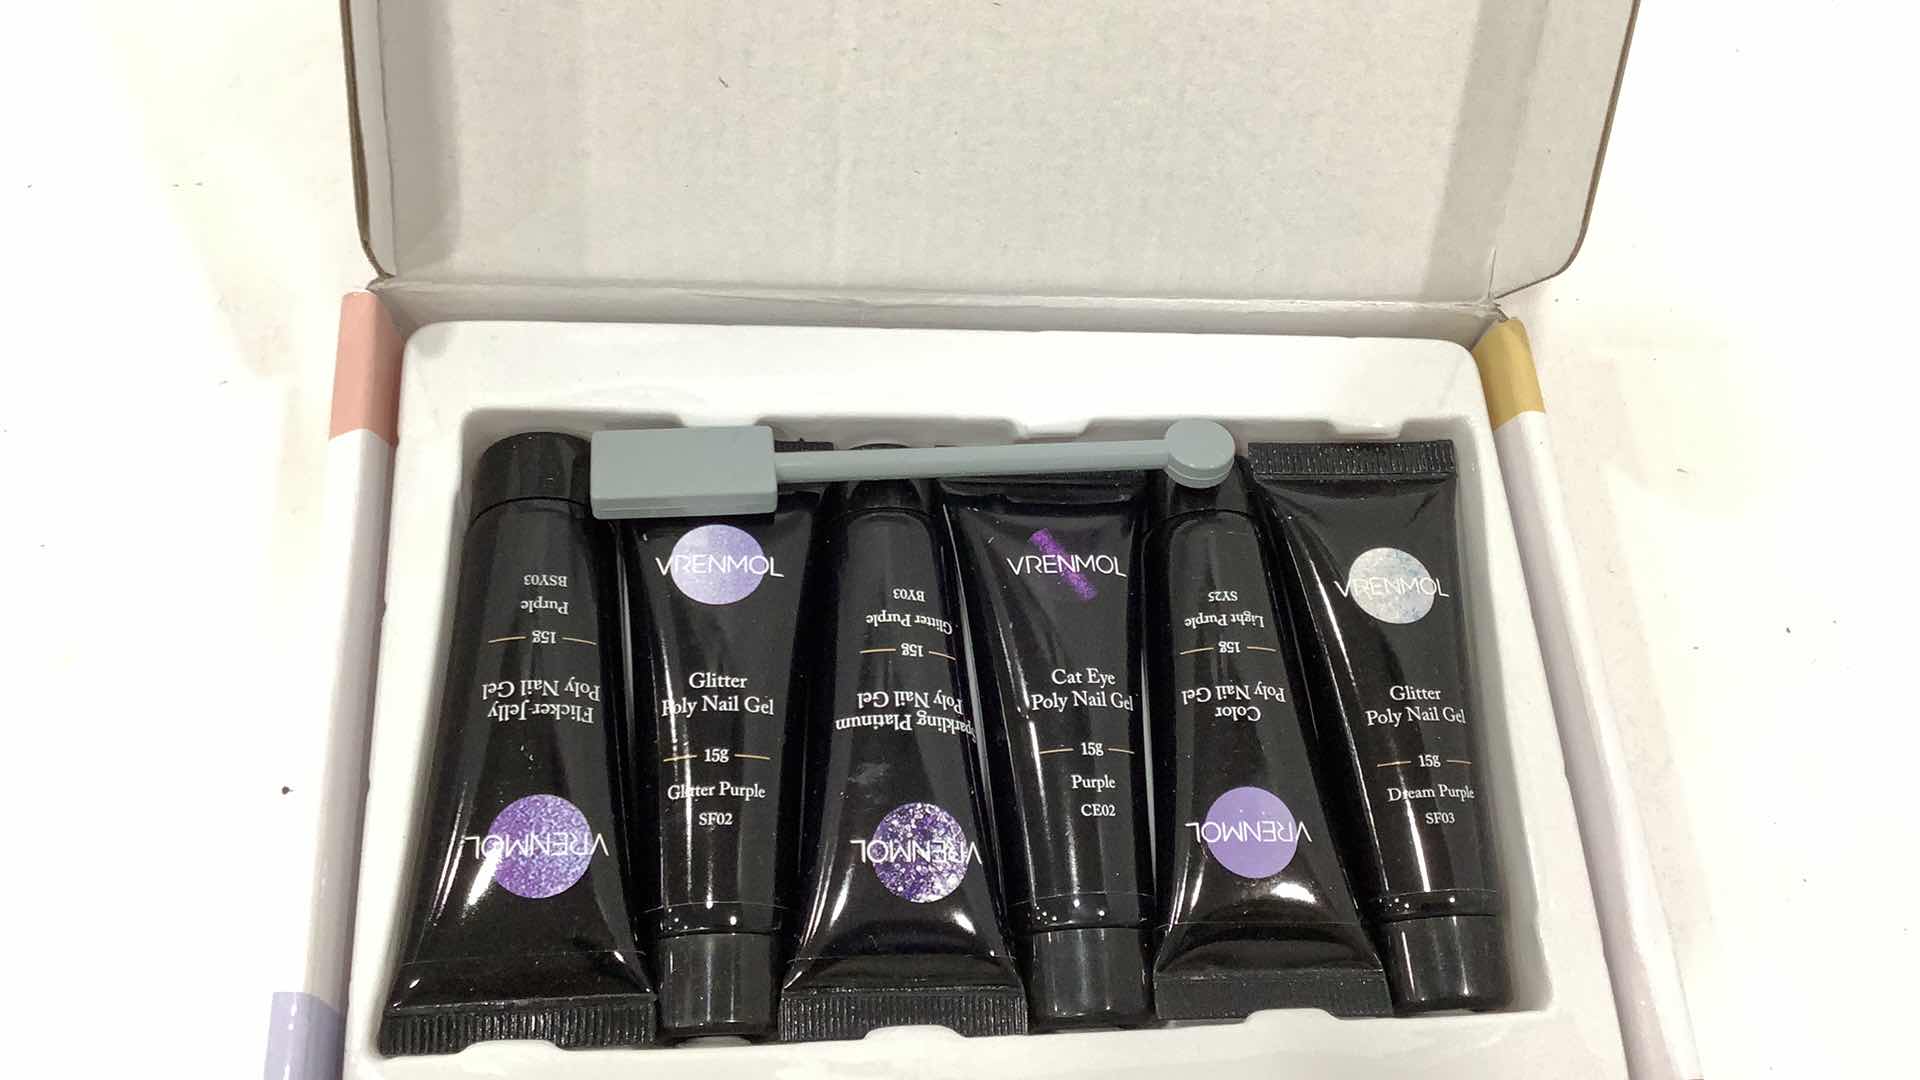 VRENMOL
Flicker Jelly
Poly Nail Gel
15g
Purple
BSY03
VRENMOL
Glitter
Poly Nail Gel
15g
Glitter Purple
SF02
VRENMOL
Sparkling Platinum
Poly Nail Gel
15g
Glitter Purple
BY03
VRENMOL
Cat Eye
Poly Nail Gel
15g
Purple
CE02
VRENMOL
Color
Poly Nail Gel
15g
Light Purple
SY25
VRENMOL
Glitter
Poly Nail Gel
15g
Dream Purple
SF03